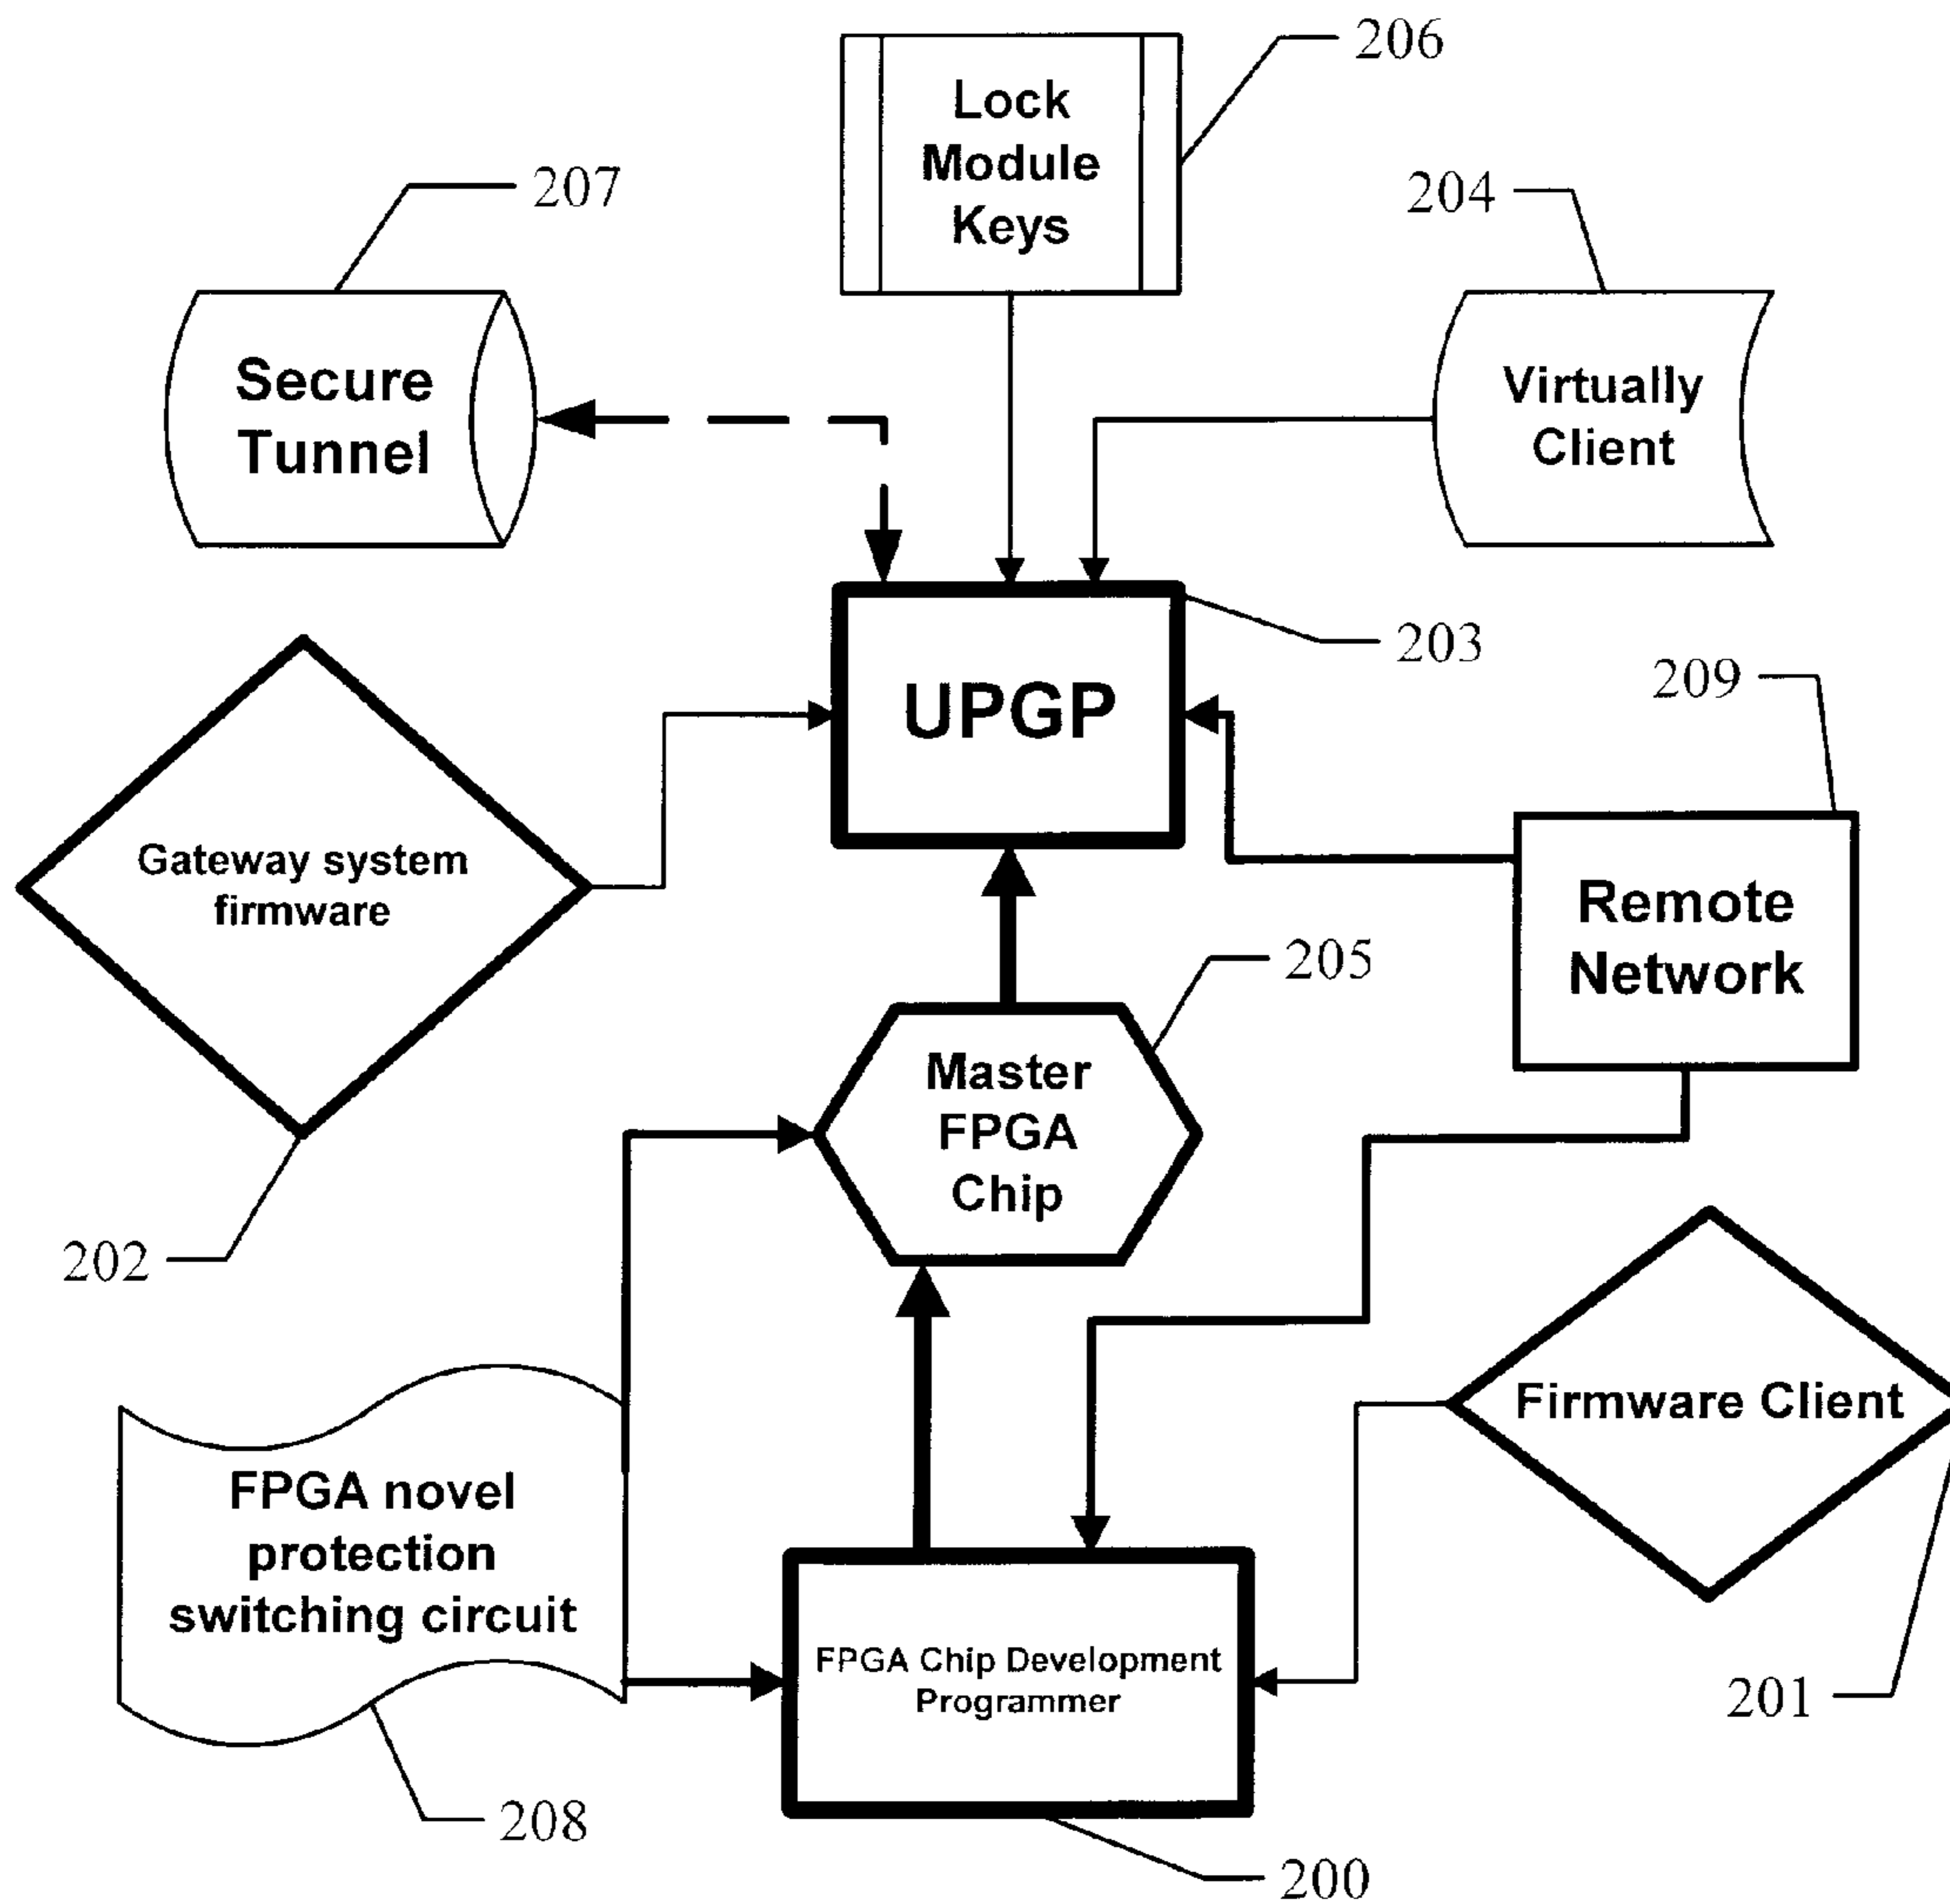 206
Lock
Module
Keys
207
204
Secure
Tunnel
Virtually
Client
203
209
UPGP
Gateway system
firmware
Remote
Network
205
Master
FPGA
Chip
202
Firmware Client
FPGA novel
protection
switching circuit
FPGA Chip Development
Programmer
201
208
200